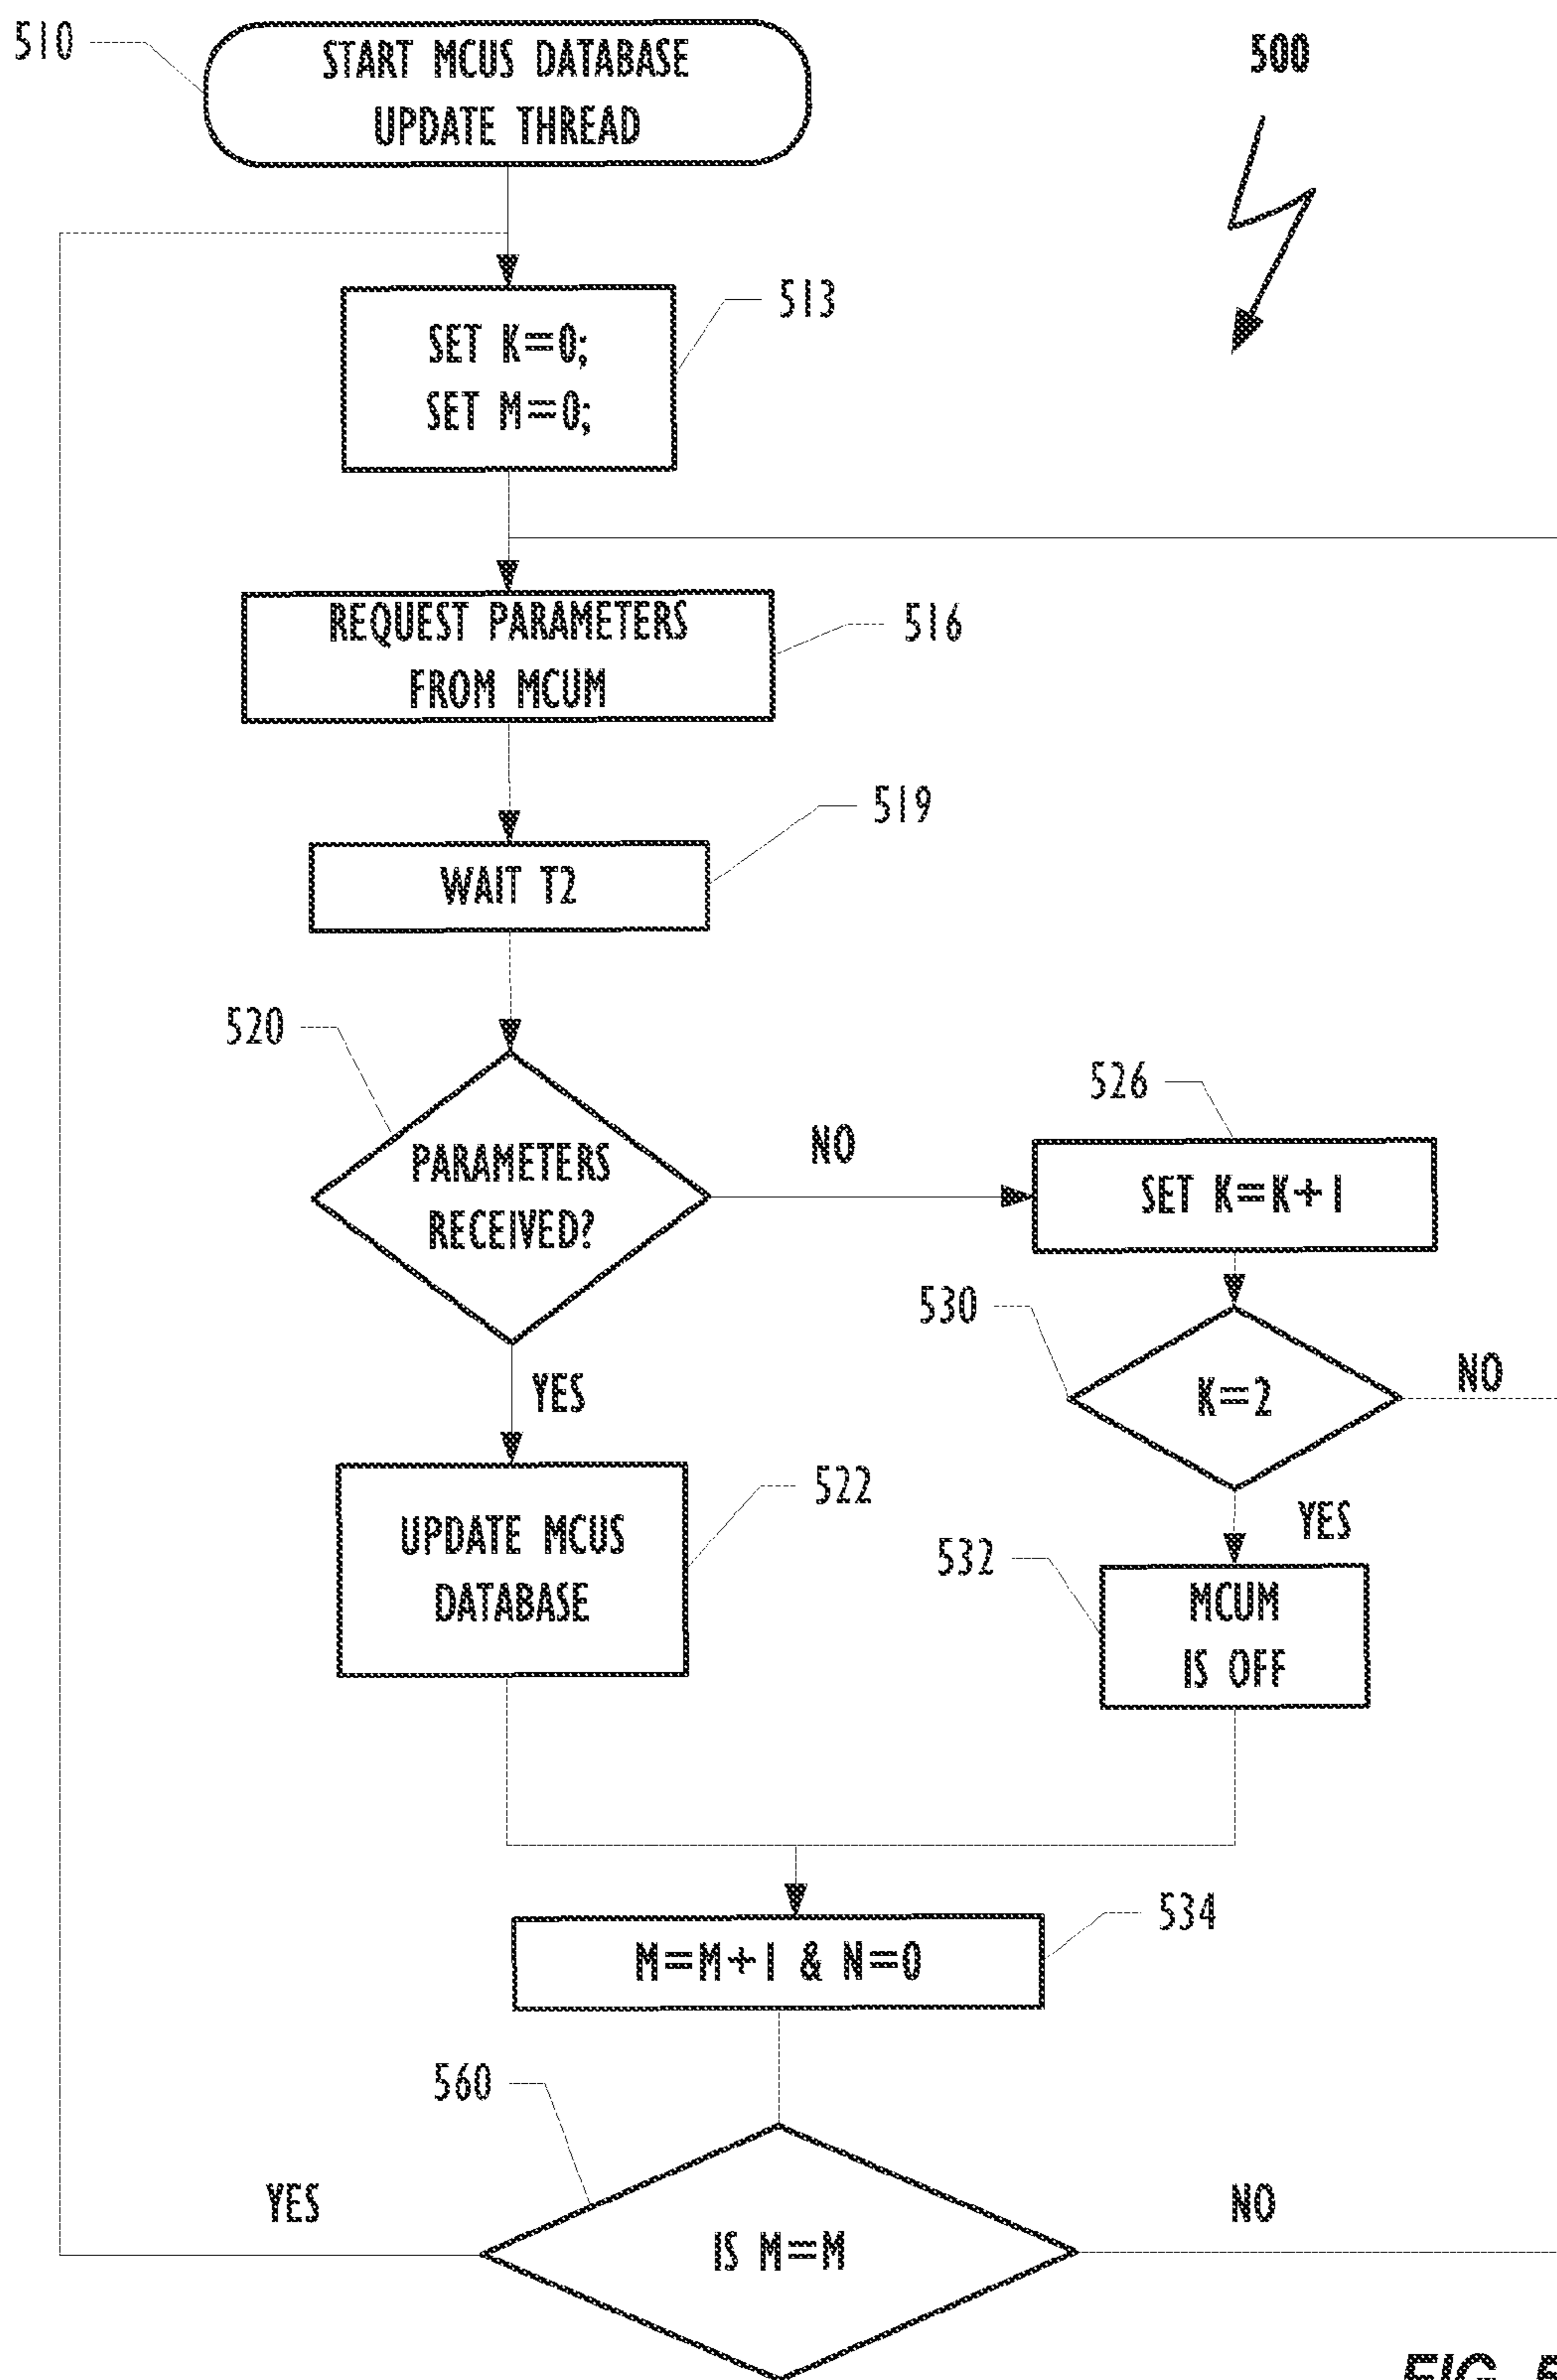 510
START MCUS DATABASE
UPDATE THREAD
500
SET K=0;
SET M=0;
513
REQUEST PARAMETERS
FROM MCUM
516
WAIT T2
519
520
PARAMETERS
RECEIVED?
NO
526
SET K=K+1
530
K=2
NO
YES
YES
UPDATE MCUS
DATABASE
522
532
MCUM
IS OFF
M=M+1 & N=0
534
560
YES
IS M=M
NO
FIG. 5